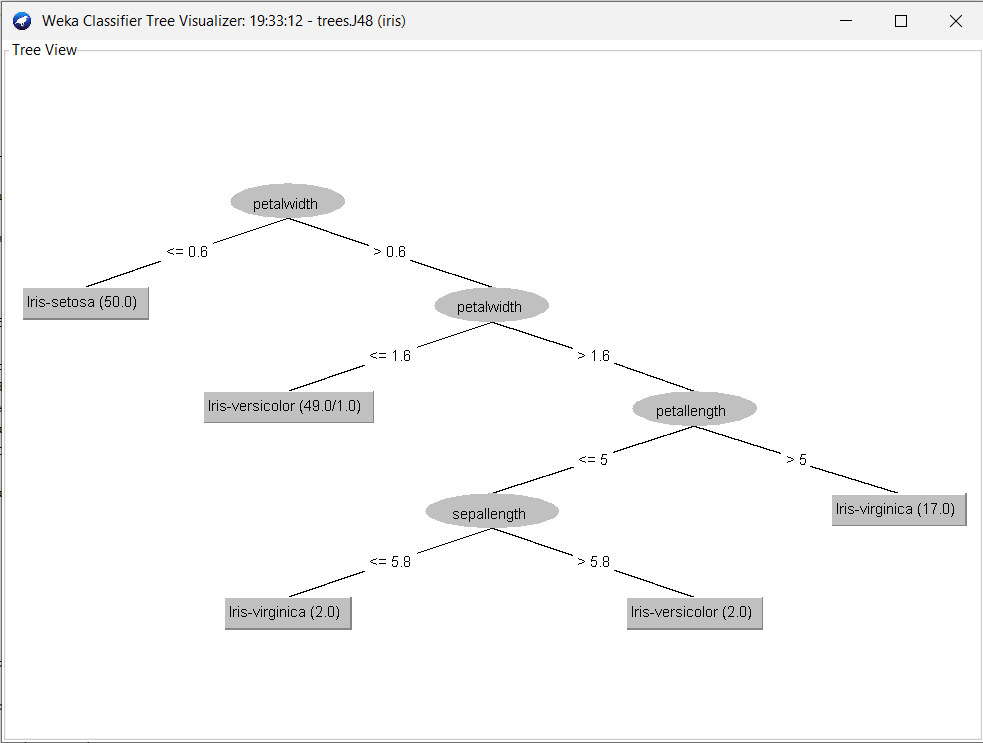 Weka Classifier Tree Visualizer: 19:33:12 - trees.J48 (iris)
Tree View
petalwidth
<= 0.6
> 0.6
Iris-setosa (50.0)
petalwidth
<= 1.6
> 1.6
Iris-versicolor (49.0/1.0)
petallength
<= 5
> 5
sepallength
Iris-virginica (17.0)
<= 5.8
> 5.8
Iris-virginica (2.0)
Iris-versicolor (2.0)